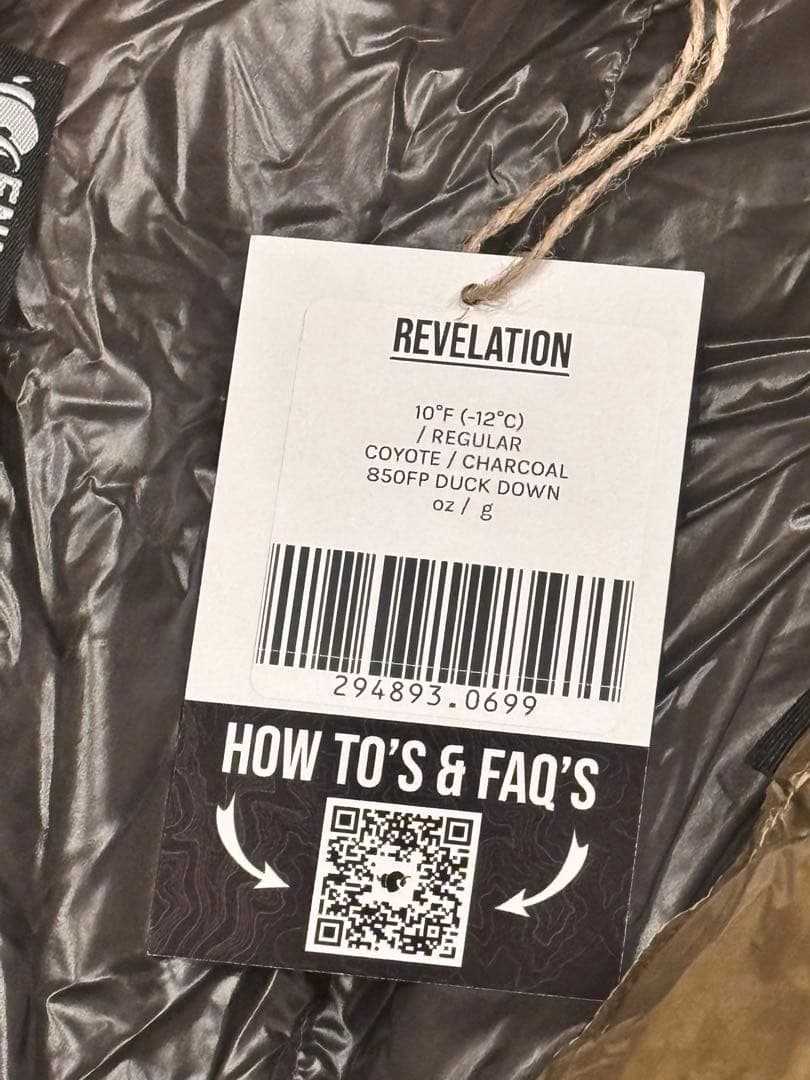 REVELATION
10°F (-12°C)
/ REGULAR
COYOTE / CHARCOAL
850FP DUCK DOWN
oz / g
294893.0699
HOW TO'S & FAQ'S